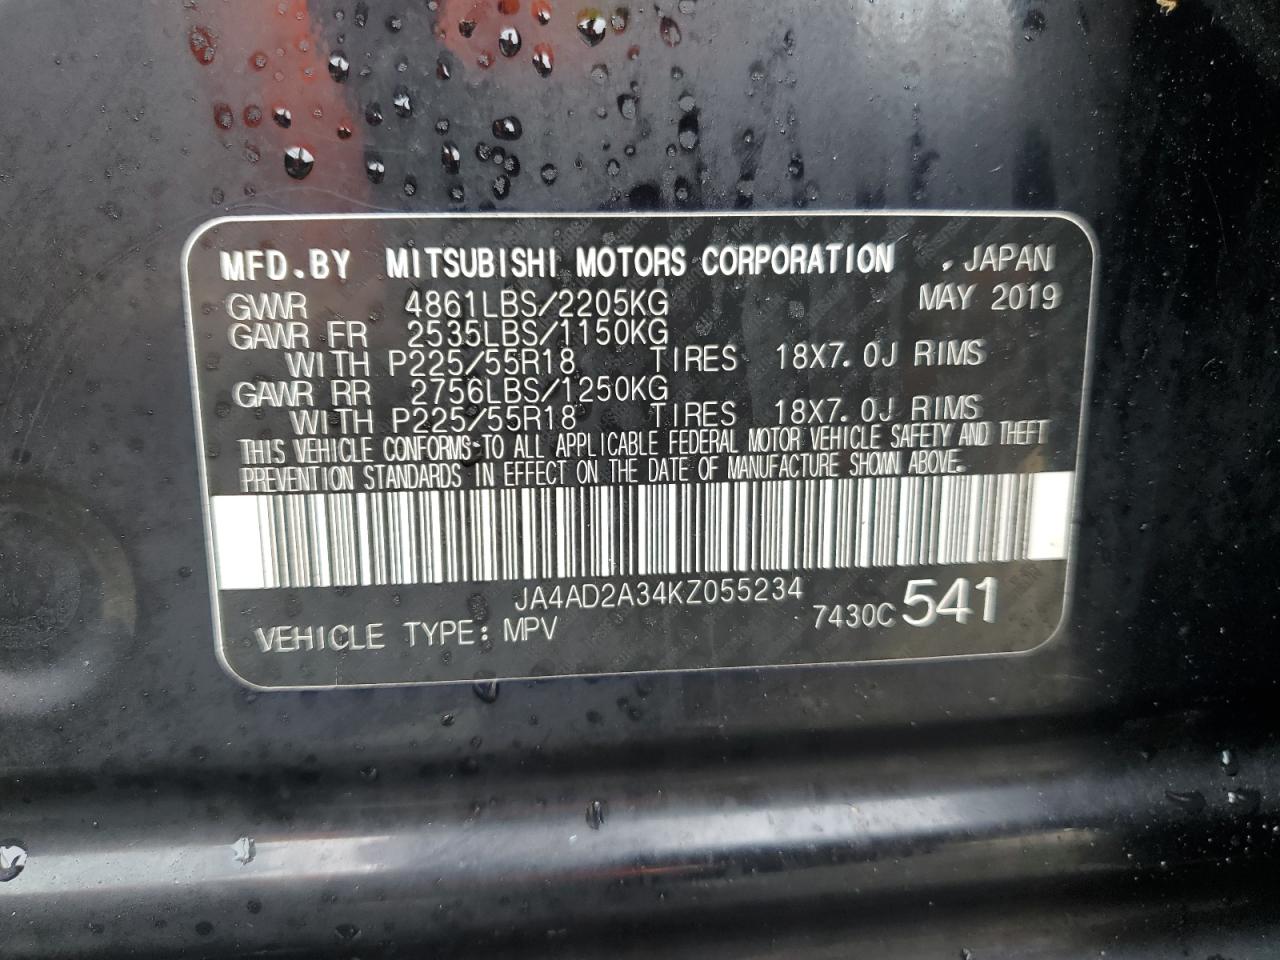 MFD.BY MITSUBISHI MOTORS CORPORATION , JAPAN
GVWR 4861LBS/2205KG MAY 2019
GAWR FR 2535LBS/1150KG
WITH P225/55R18 TIRES 18X7.0J RIMS
GAWR RR 2756LBS/1250KG
WITH P225/55R18 TIRES 18X7.0J RIMS
THIS VEHICLE CONFORMS TO ALL APPLICABLE FEDERAL MOTOR VEHICLE SAFETY AND THEFT
PREVENTION STANDARDS IN EFFECT ON THE DATE OF MANUFACTURE SHOWN ABOVE.
JA4AD2A34KZ055234
VEHICLE TYPE: MPV 7430C 541